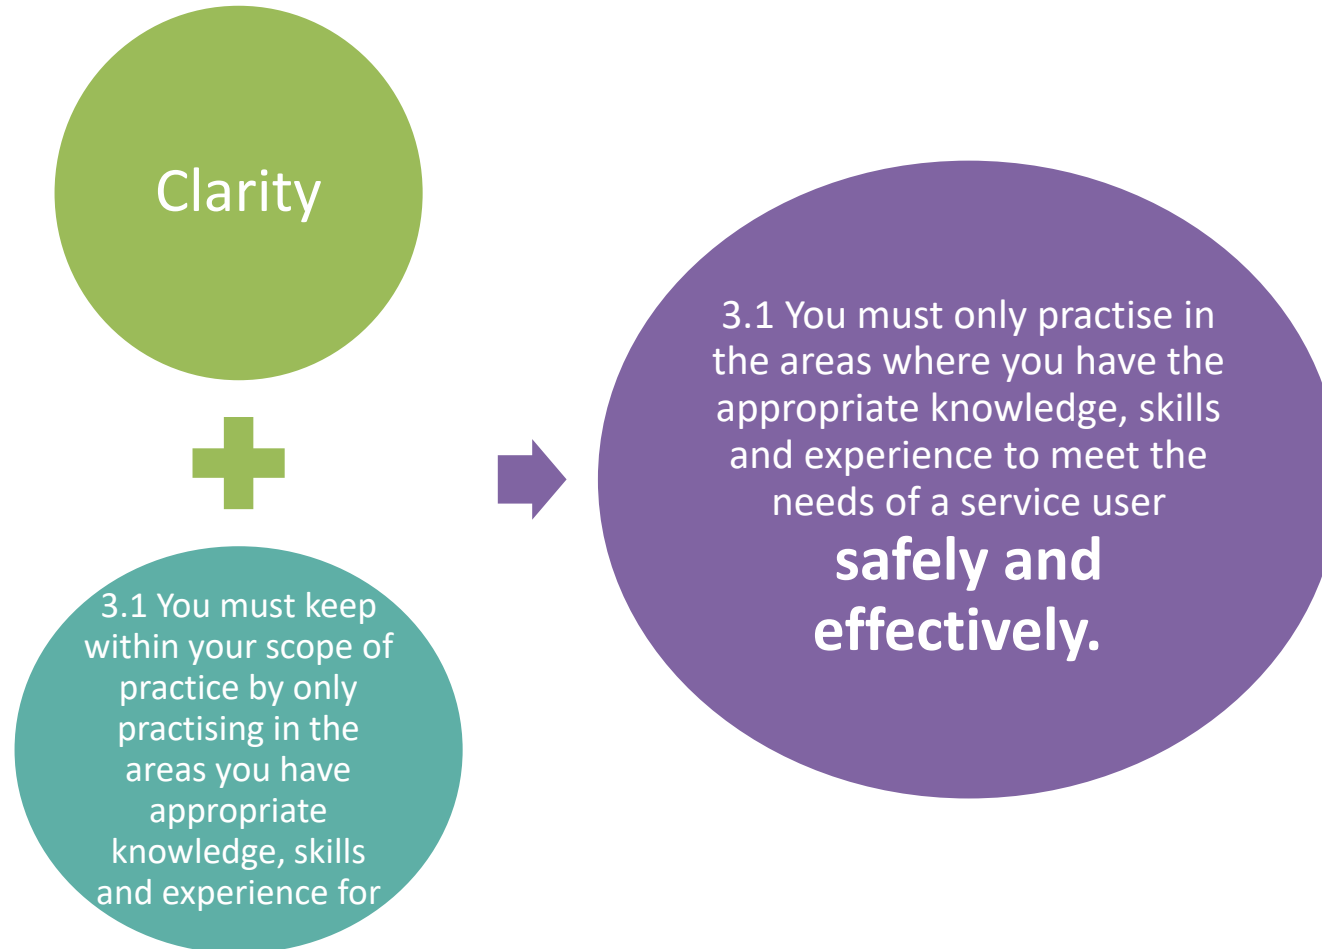 Clarity
3.1 You must keep
within your scope of
practice by only
practising in the
areas you have
appropriate
knowledge, skills
and experience for
3.1 You must only practise in
the areas where you have the
appropriate knowledge, skills
and experience to meet the
needs of a service user
safely and
effectively.